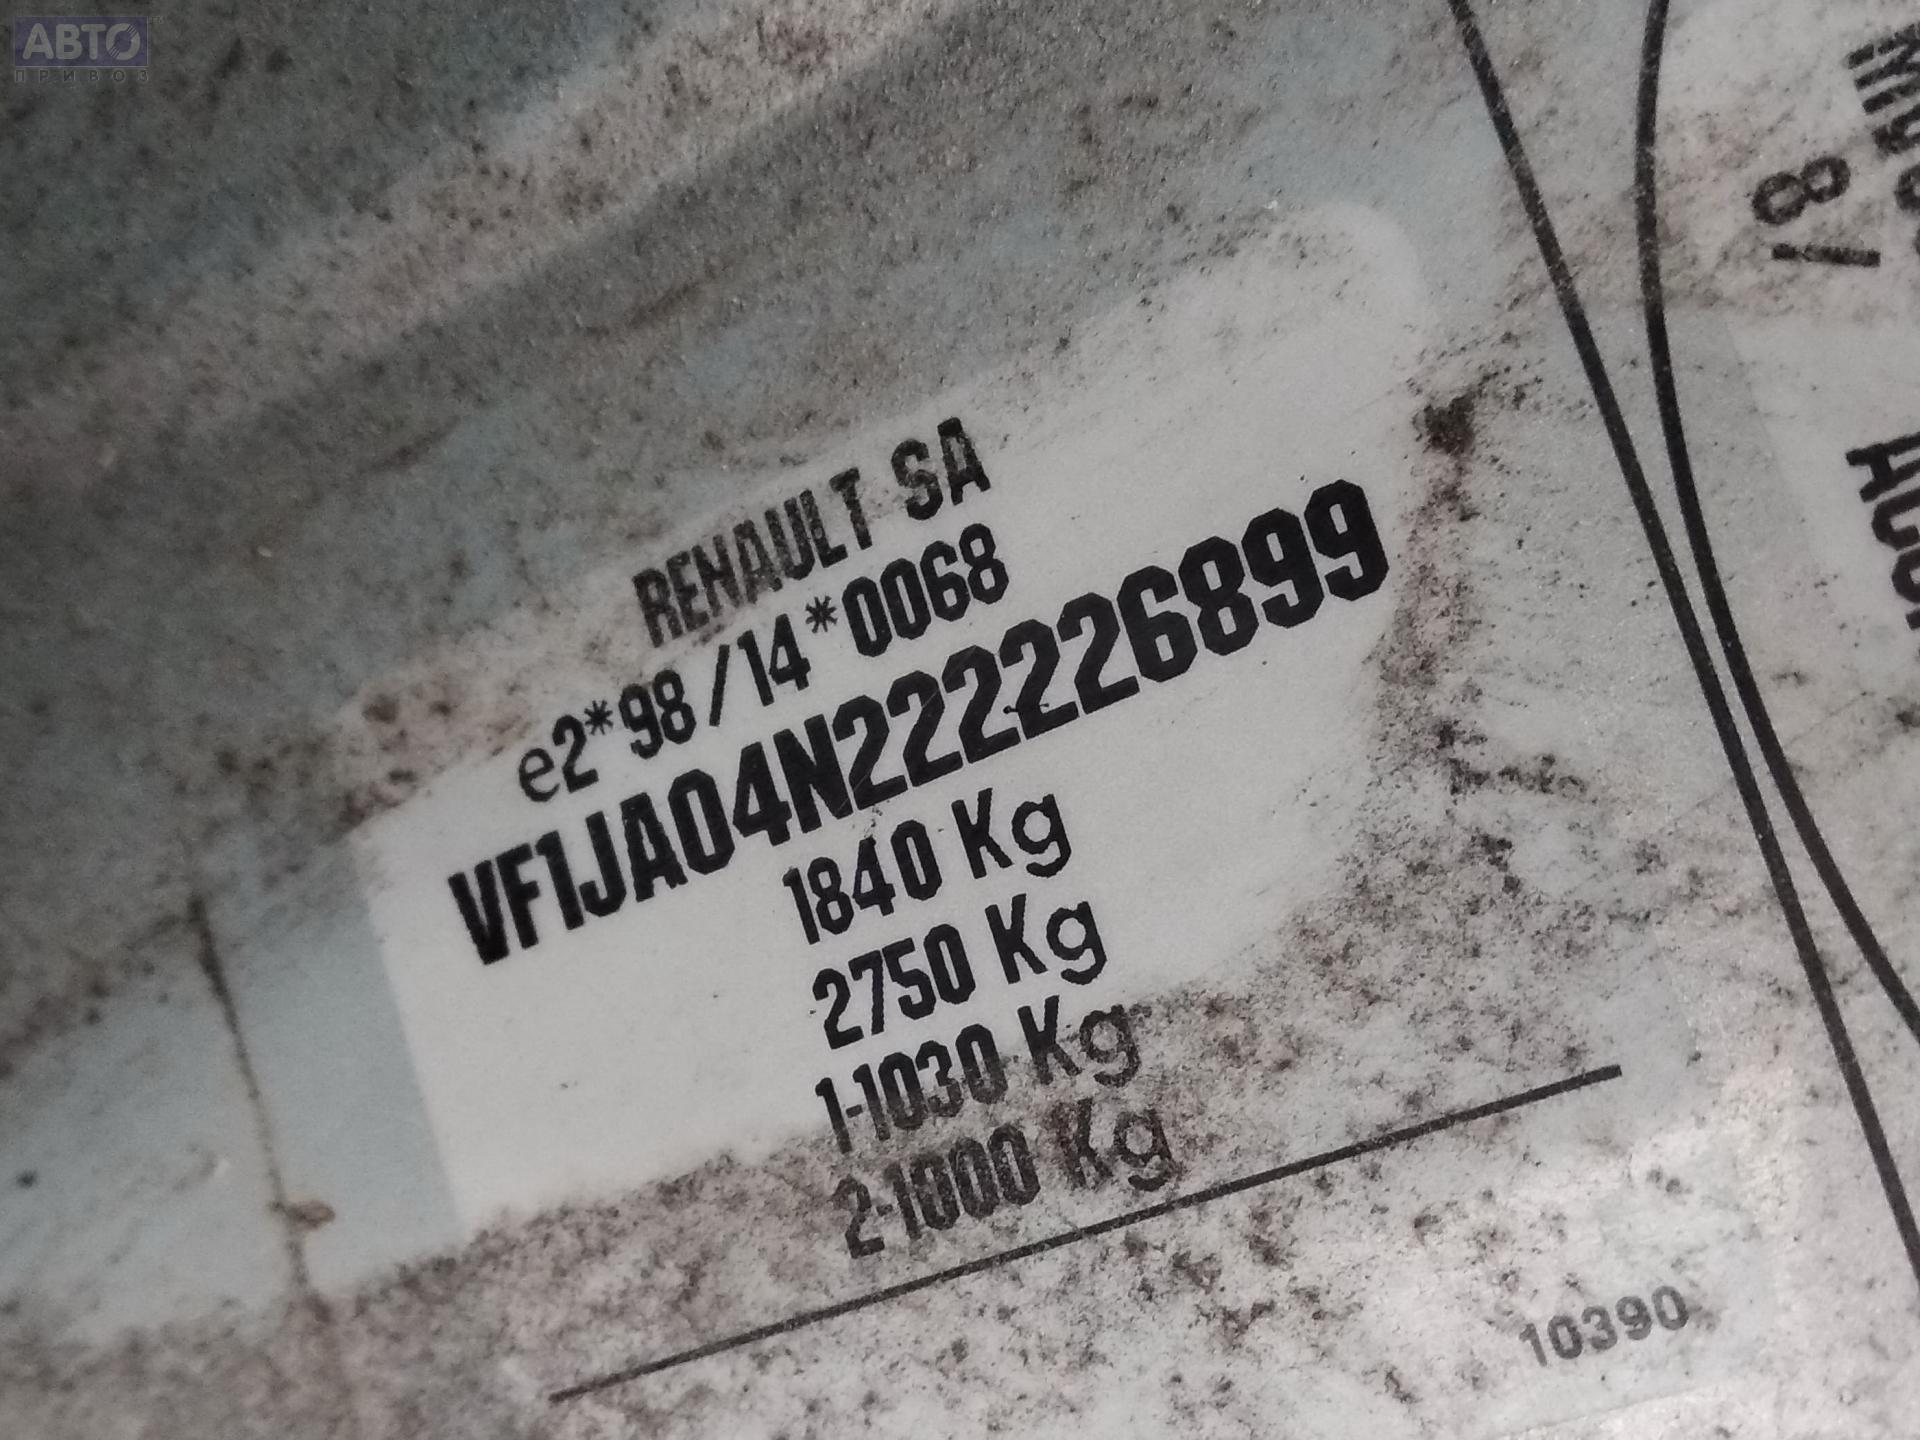 АВТО
ПРИВОЗ
8/
RENAULT SA
e2*98/14*0068
VF1JA04N222226899
1840 Kg
2750 Kg
1-1030 Kg
2-1000 Kg
10390